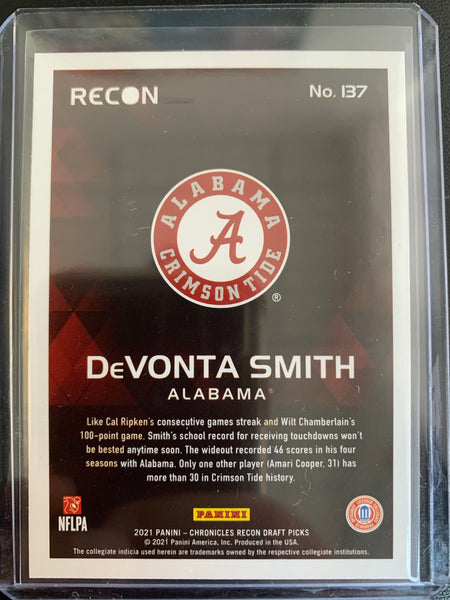 RECON
No. 137
ALABAMA
A
CRIMSON TIDE
®
DeVONTA SMITH
ALABAMA®
Like Cal Ripken's consecutive games streak and Wilt Chamberlain's
100-point game, Smith's school record for receiving touchdowns won't
be bested anytime soon. The wideout recorded 46 scores in his four
seasons with Alabama. Only one other player (Amari Cooper, 31) has
more than 30 in Crimson Tide history.
NFLPA
PANINI
2021 PANINI – CHRONICLES RECON DRAFT PICKS
© 2021 Panini America, Inc. Produced in the USA.
The collegiate indicia used herein are trademarks owned by the respective collegiate institutions.